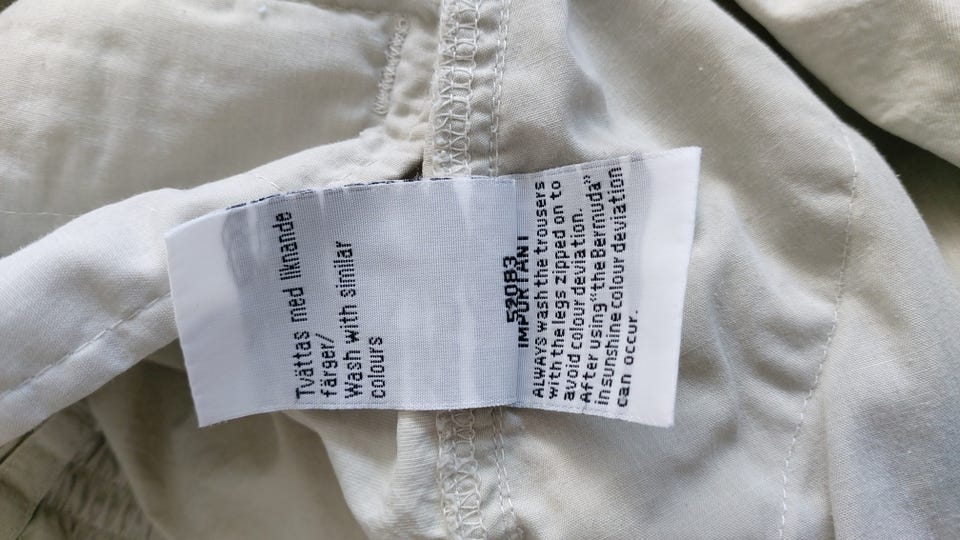 Tvättas med liknande
färger/
Wash with similar
colours
52083
IMPORTANT
ALWAYS wash the trousers
with the legs zipped on to
avoid colour deviation.
After using “the Bermuda”
in sunshine colour deviation
can occur.